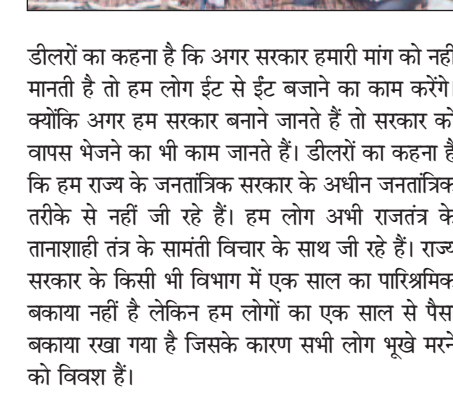 डीलरों का कहना है कि अगर सरकार हमारी मांग को नहीं
मानती है तो हम लोग ईट से ईंट बजाने का काम करेंगे।
क्योंकि अगर हम सरकार बनाने जानते हैं तो सरकार को
वापस भेजने का भी काम जानते हैं। डीलरों का कहना है
कि हम राज्य के जनतांत्रिक सरकार के अधीन जनतांत्रिक
तरीके से नहीं जी रहे हैं। हम लोग अभी राजतंत्र के
तानाशाही तंत्र के सामंती विचार के साथ जी रहे हैं। राज्य
सरकार के किसी भी विभाग में एक साल का पारिश्रमिक
बकाया नहीं है लेकिन हम लोगों का एक साल से पैसा
बकाया रखा गया है जिसके कारण सभी लोग भूखे मरने
को विवश हैं।